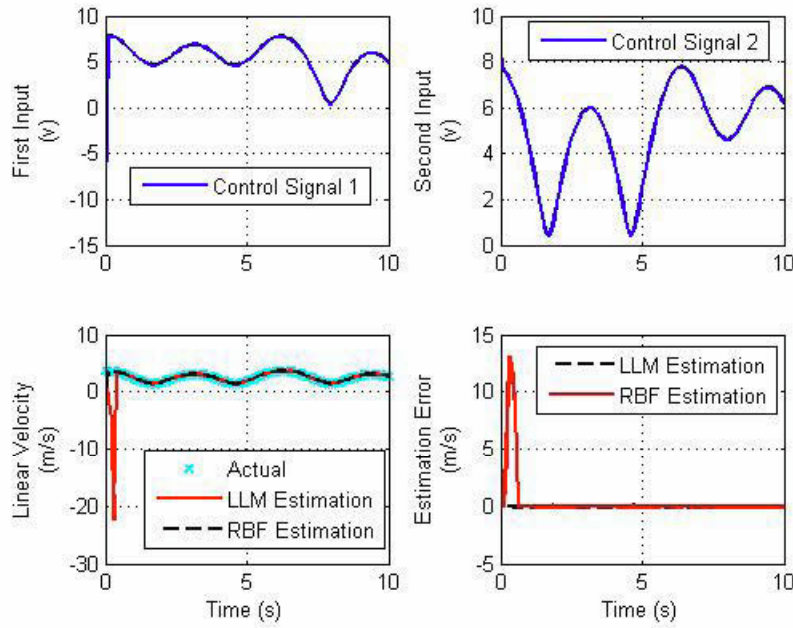 10
5
0
-5
-10
-15
First Input
(v)
Control Signal 1
0
5
10
10
8
6
4
2
0
Second Input
(v)
Control Signal 2
0
5
10
10
0
-10
-20
-30
Linear Velocity
(m/s)
Actual
LLM Estimation
RBF Estimation
0
5
10
Time (s)
15
10
5
0
-5
Estimation Error
(m/s)
LLM Estimation
RBF Estimation
0
5
10
Time (s)